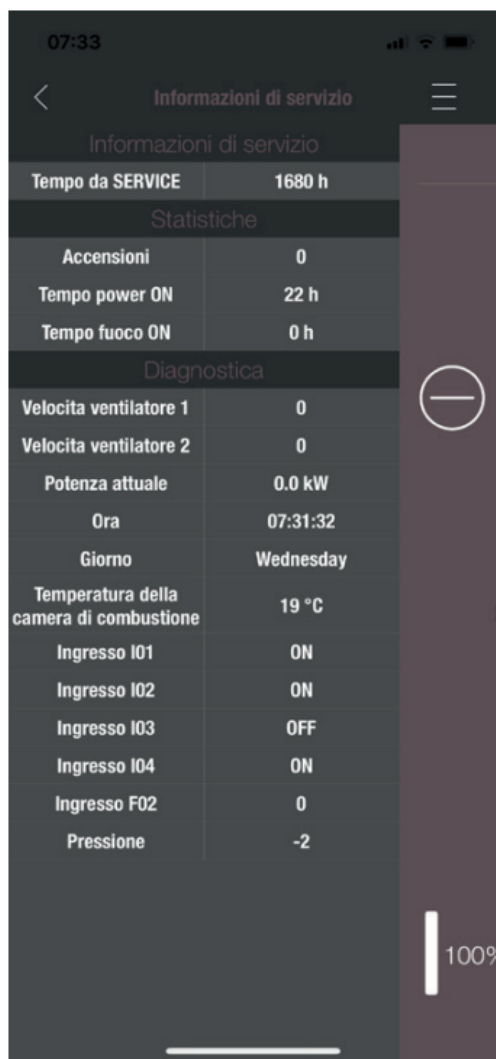 07:33
Informazioni di servizio
Informazioni di servizio
Tempo da SERVICE 1680 h
Statistiche
Accensioni 0
Tempo power ON 22 h
Tempo fuoco ON 0 h
Diagnostica
Velocita ventilatore 1 0
Velocita ventilatore 2 0
Potenza attuale 0.0 kW
Ora 07:31:32
Giorno Wednesday
Temperatura della
camera di combustione 19 °C
Ingresso I01 ON
Ingresso I02 ON
Ingresso I03 OFF
Ingresso I04 ON
Ingresso F02 0
Pressione -2
100%